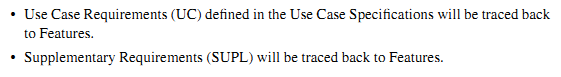 • Use Case Requirements (UC) defined in the Use Case Specifications will be traced back
to Features.
• Supplementary Requirements (SUPL) will be traced back to Features.